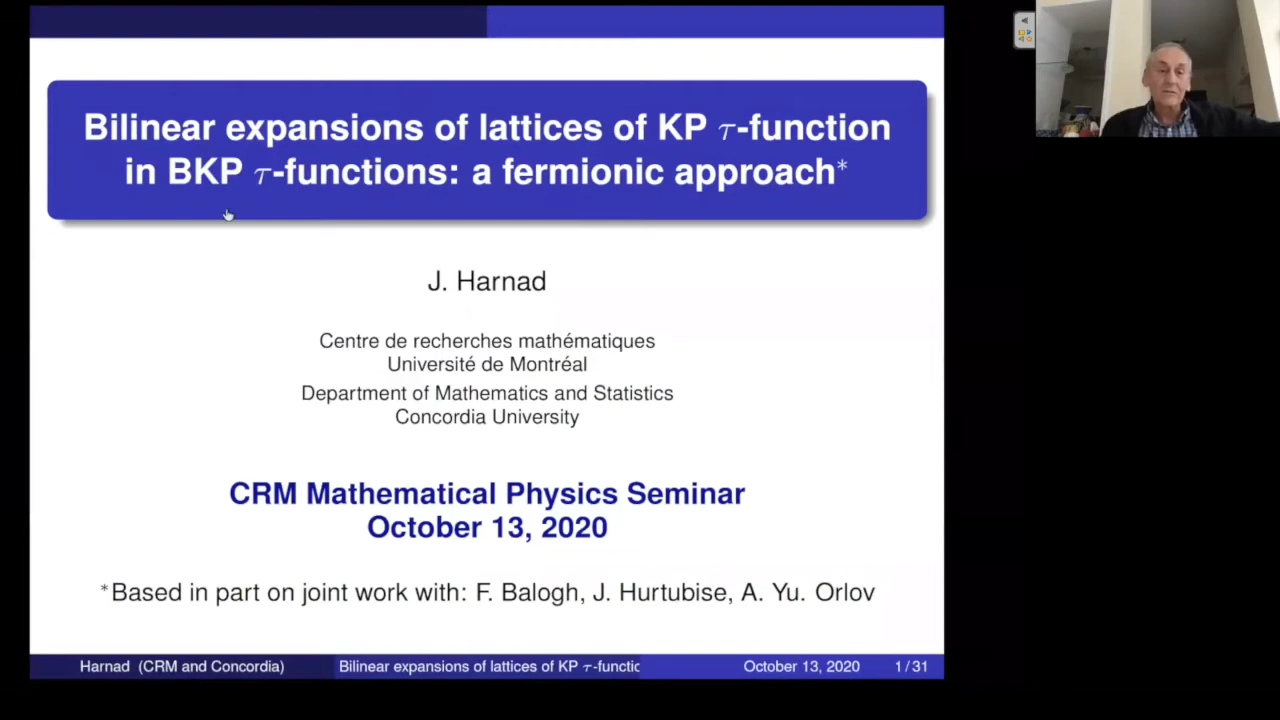 Bilinear expansions of lattices of KP τ-function
in BKP τ-functions: a fermionic approach*
J. Harnad
Centre de recherches mathématiques
Université de Montréal
Department of Mathematics and Statistics
Concordia University
CRM Mathematical Physics Seminar
October 13, 2020
*Based in part on joint work with: F. Balogh, J. Hurtubise, A. Yu. Orlov
Harnad (CRM and Concordia) Bilinear expansions of lattices of KP τ-functic October 13, 2020 1 / 31